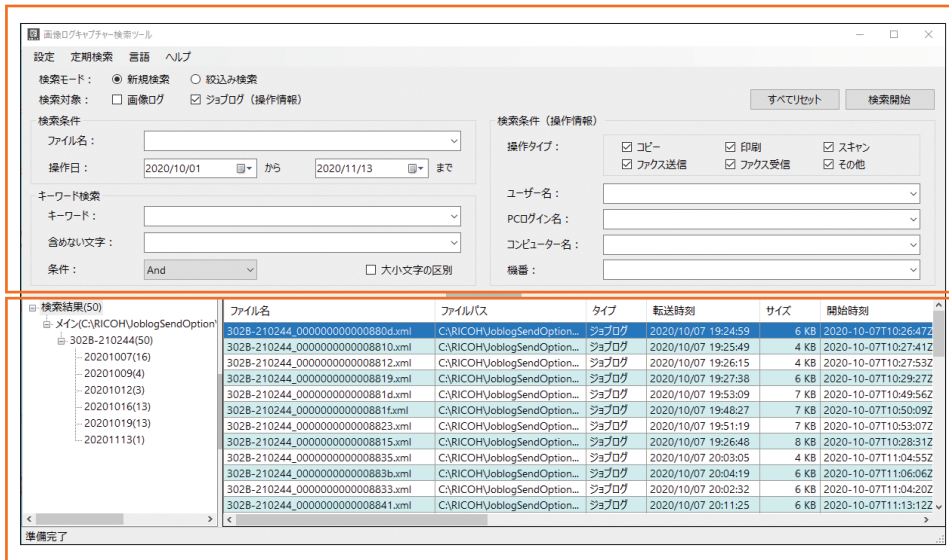 画像ログキャプチャー検索ツール
設定 定期検索 言語 ヘルプ
検索モード： 新規検索 絞込み検索
検索対象： 画像ログ ジョブログ（操作情報） すべてリセット 検索開始
検索条件
ファイル名：
操作日： 2020/10/01 から 2020/11/13 まで
キーワード検索
キーワード：
含めない文字：
条件： And 大小文字の区別
検索条件（操作情報）
操作タイプ： コピー 印刷 スキャン
ファクス送信 ファクス受信 その他
ユーザー名：
PCログイン名：
コンピューター名：
機番：
検索結果(50)
メイン(C:\RICOH\JoblogSendOption\
302B-210244(50)
20201007(16)
20201009(4)
20201012(3)
20201016(13)
20201019(13)
20201113(1)
ファイル名 ファイルパス タイプ 転送時刻 サイズ 開始時刻
302B-210244_000000000000880d.xml C:\RICOH\JoblogSendOption... ジョブログ 2020/10/07 19:24:59 6 KB 2020-10-07T10:26:47Z
302B-210244_0000000000008810.xml C:\RICOH\JoblogSendOption... ジョブログ 2020/10/07 19:25:49 4 KB 2020-10-07T10:27:41Z
302B-210244_0000000000008812.xml C:\RICOH\JoblogSendOption... ジョブログ 2020/10/07 19:26:15 4 KB 2020-10-07T10:27:53Z
302B-210244_0000000000008819.xml C:\RICOH\JoblogSendOption... ジョブログ 2020/10/07 19:27:38 6 KB 2020-10-07T10:29:27Z
302B-210244_000000000000881d.xml C:\RICOH\JoblogSendOption... ジョブログ 2020/10/07 19:53:09 7 KB 2020-10-07T10:49:56Z
302B-210244_000000000000881f.xml C:\RICOH\JoblogSendOption... ジョブログ 2020/10/07 19:48:27 7 KB 2020-10-07T10:50:09Z
302B-210244_0000000000008823.xml C:\RICOH\JoblogSendOption... ジョブログ 2020/10/07 19:51:19 7 KB 2020-10-07T10:53:07Z
302B-210244_0000000000008815.xml C:\RICOH\JoblogSendOption... ジョブログ 2020/10/07 19:26:48 8 KB 2020-10-07T10:28:31Z
302B-210244_0000000000008835.xml C:\RICOH\JoblogSendOption... ジョブログ 2020/10/07 20:03:05 4 KB 2020-10-07T11:04:55Z
302B-210244_000000000000883b.xml C:\RICOH\JoblogSendOption... ジョブログ 2020/10/07 20:04:19 6 KB 2020-10-07T11:06:06Z
302B-210244_0000000000008833.xml C:\RICOH\JoblogSendOption... ジョブログ 2020/10/07 20:02:32 6 KB 2020-10-07T11:04:20Z
302B-210244_0000000000008841.xml C:\RICOH\JoblogSendOption... ジョブログ 2020/10/07 20:11:25 6 KB 2020-10-07T11:13:12Z
準備完了